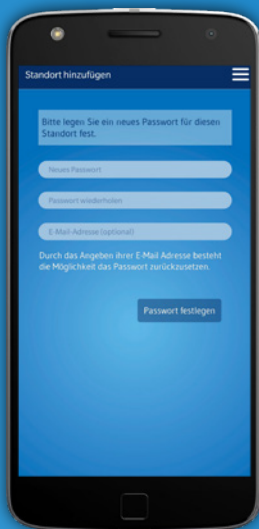 Standort hinzufügen
Bitte legen Sie ein neues Passwort für diesen
Standort fest.
Neues Passwort
Passwort wiederholen
E-Mail-Adresse (optional)
Durch das Angeben ihrer E-Mail Adresse besteht
die Möglichkeit das Passwort zurückzusetzen.
Passwort festlegen